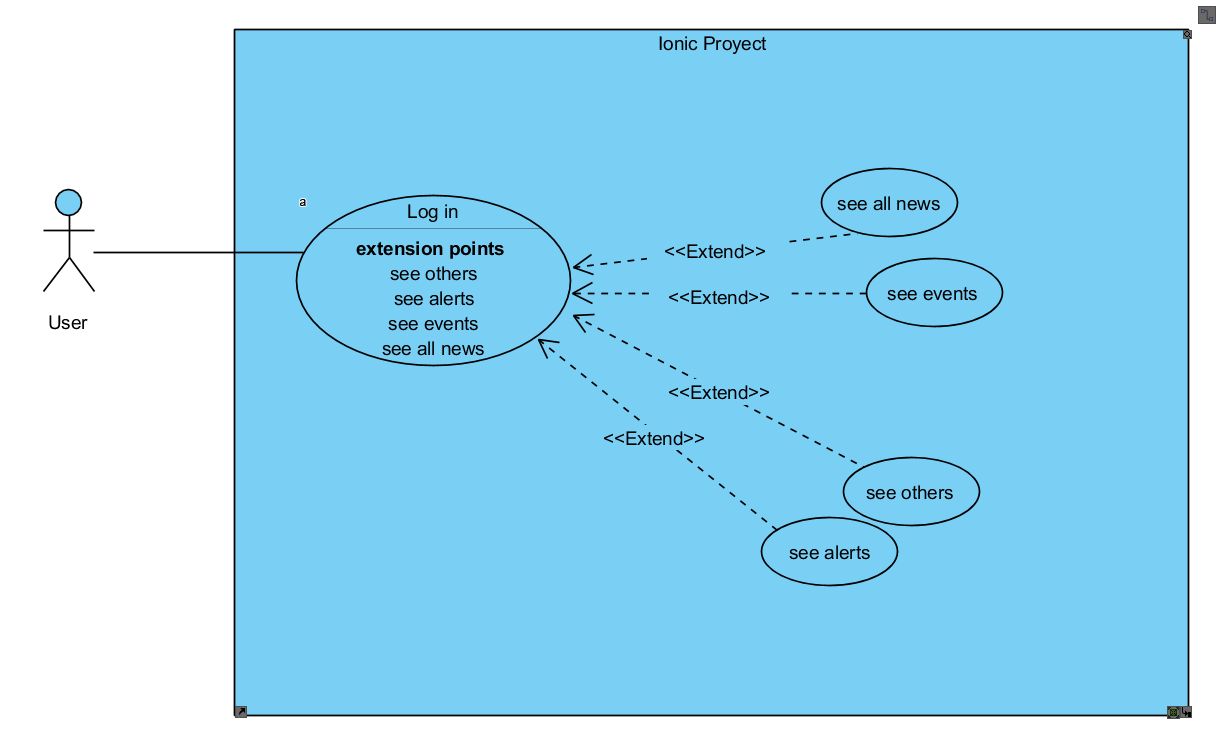 Ionic Proyect
a
Log in
extension points
see others
see alerts
see events
see all news
User
<<Extend>>
<<Extend>>
<<Extend>>
<<Extend>>
see all news
see events
see others
see alerts